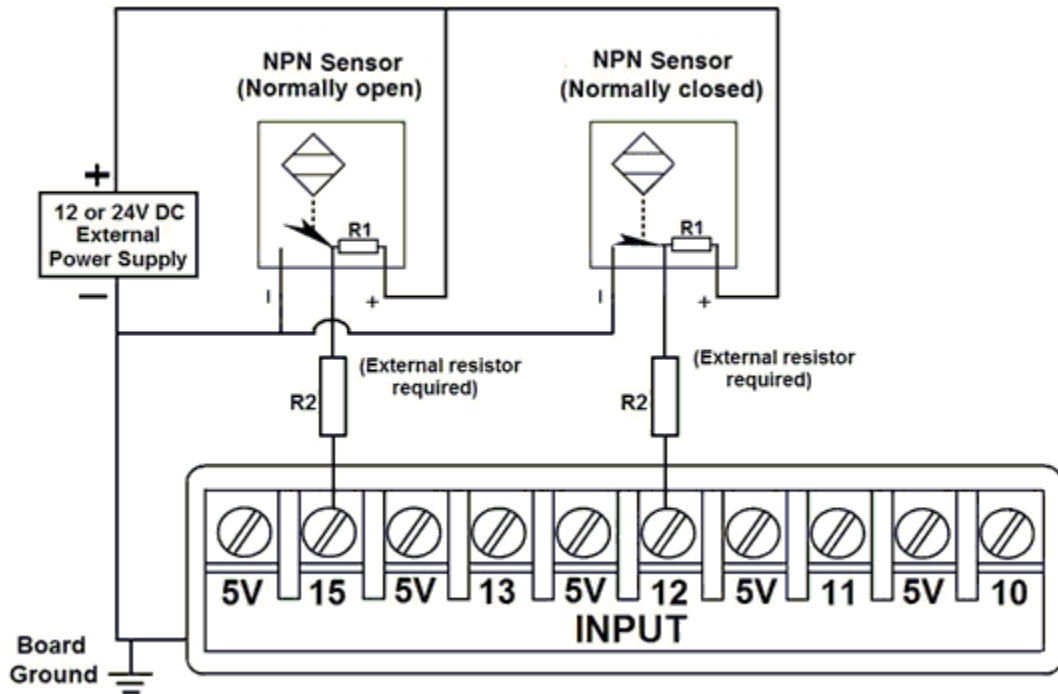 NPN Sensor
(Normally open)
NPN Sensor
(Normally closed)
+
12 or 24V DC
External
Power Supply
−
R1
R1
I
+
I
+
(External resistor
required)
(External resistor
required)
R2
R2
5V 15 5V 13 5V 12 5V 11 5V 10
INPUT
Board
Ground